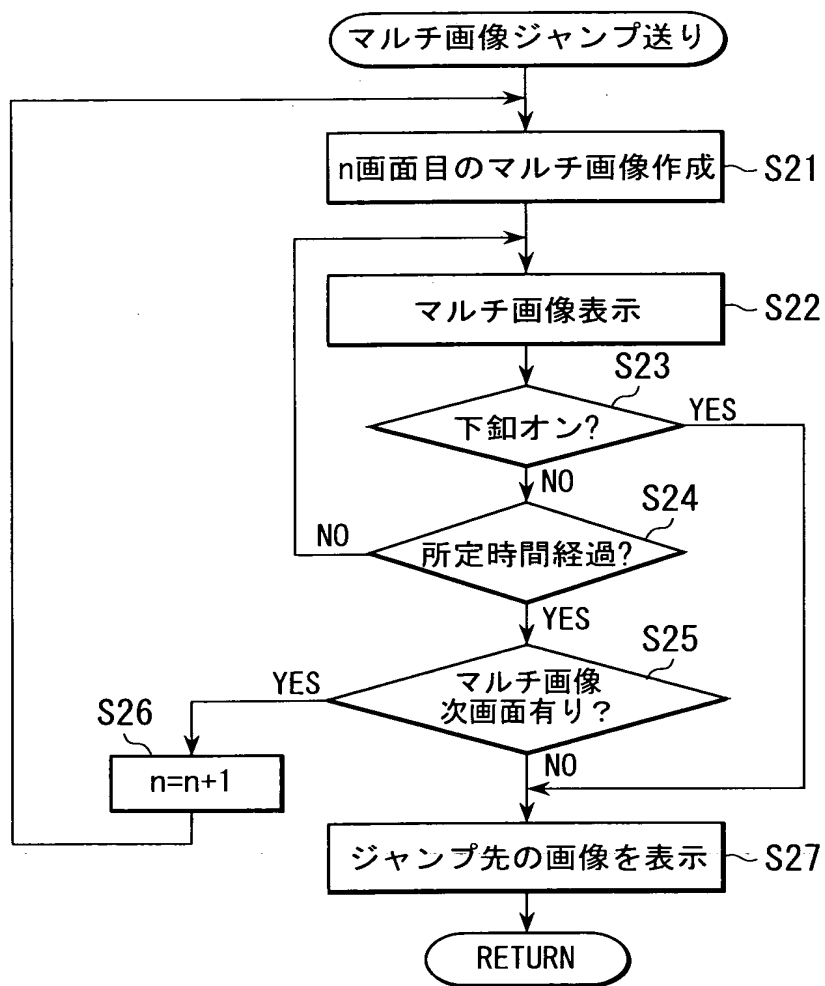 マルチ画像ジャンプ送り
n画面目のマルチ画像作成
S21
マルチ画像表示
S22
S23
下釦オン?
YES
NO
S24
NO
所定時間経過?
YES
S25
YES
マルチ画像
次画面有り？
S26
NO
n=n+1
ジャンプ先の画像を表示
S27
RETURN